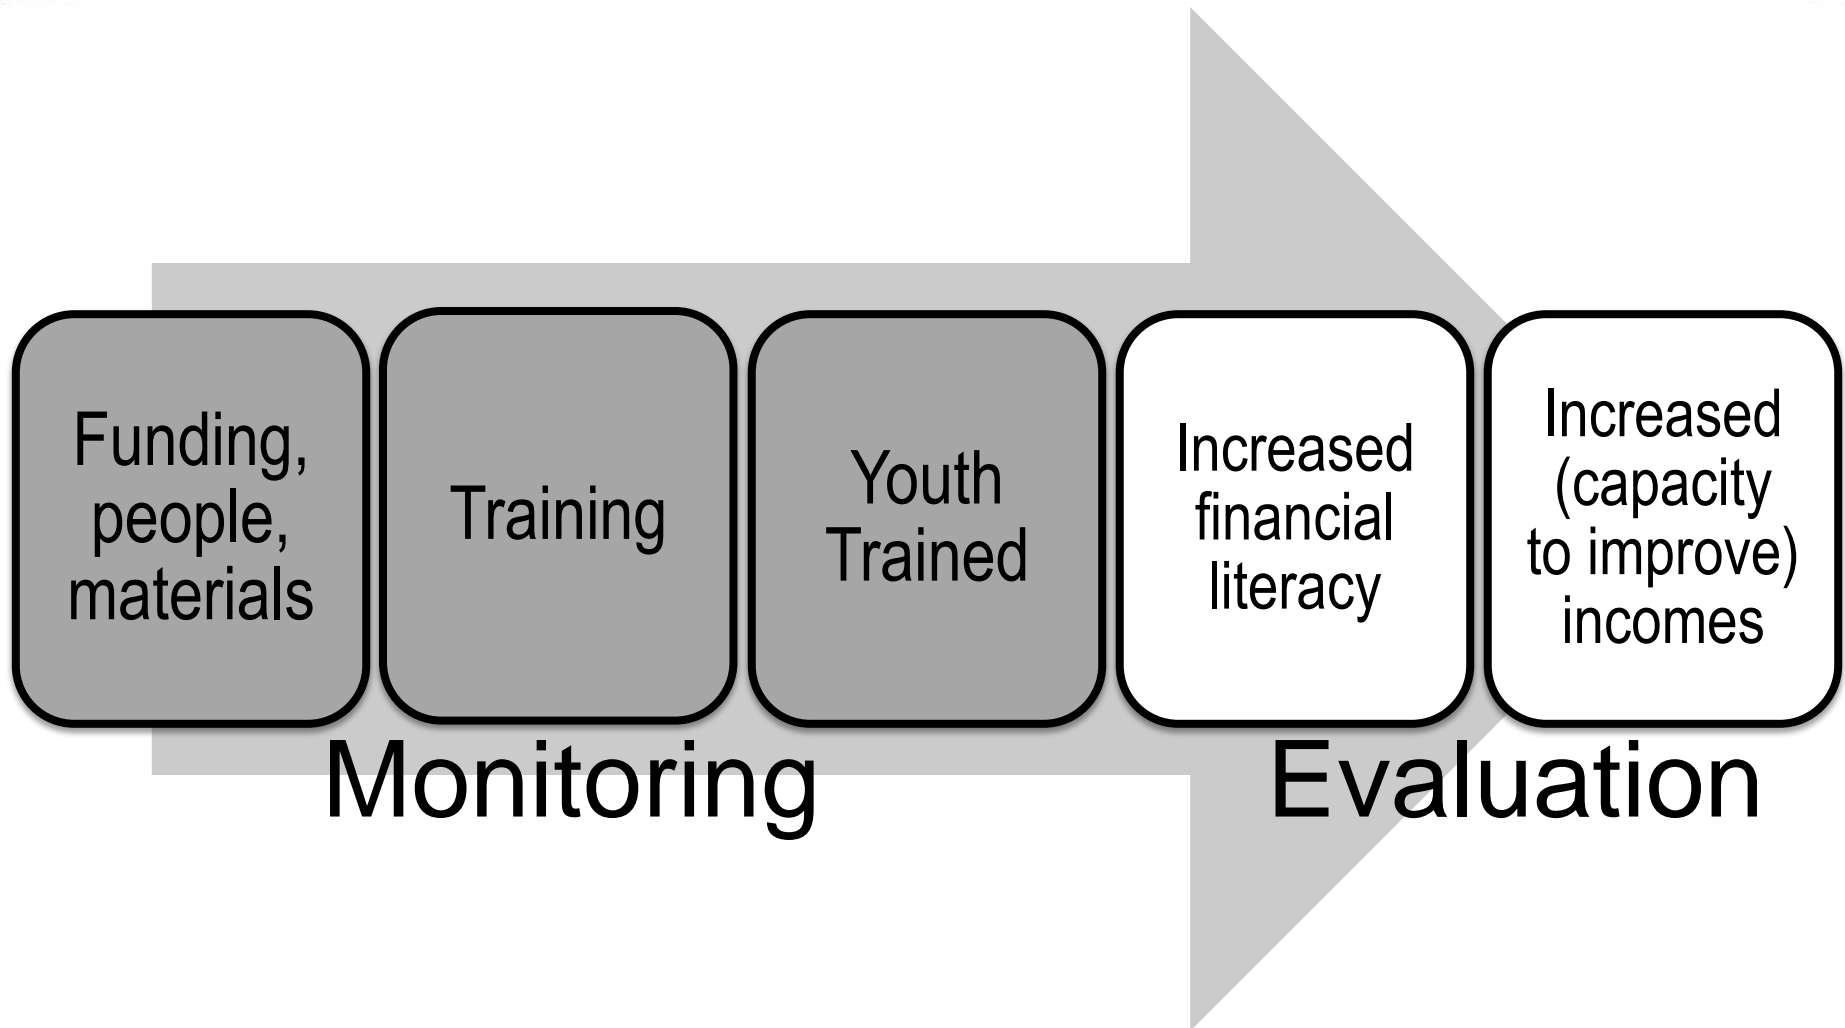 Funding,
people,
materials
Training
Youth
Trained
Increased
financial
literacy
Increased
(capacity
to improve)
incomes
Monitoring
Evaluation